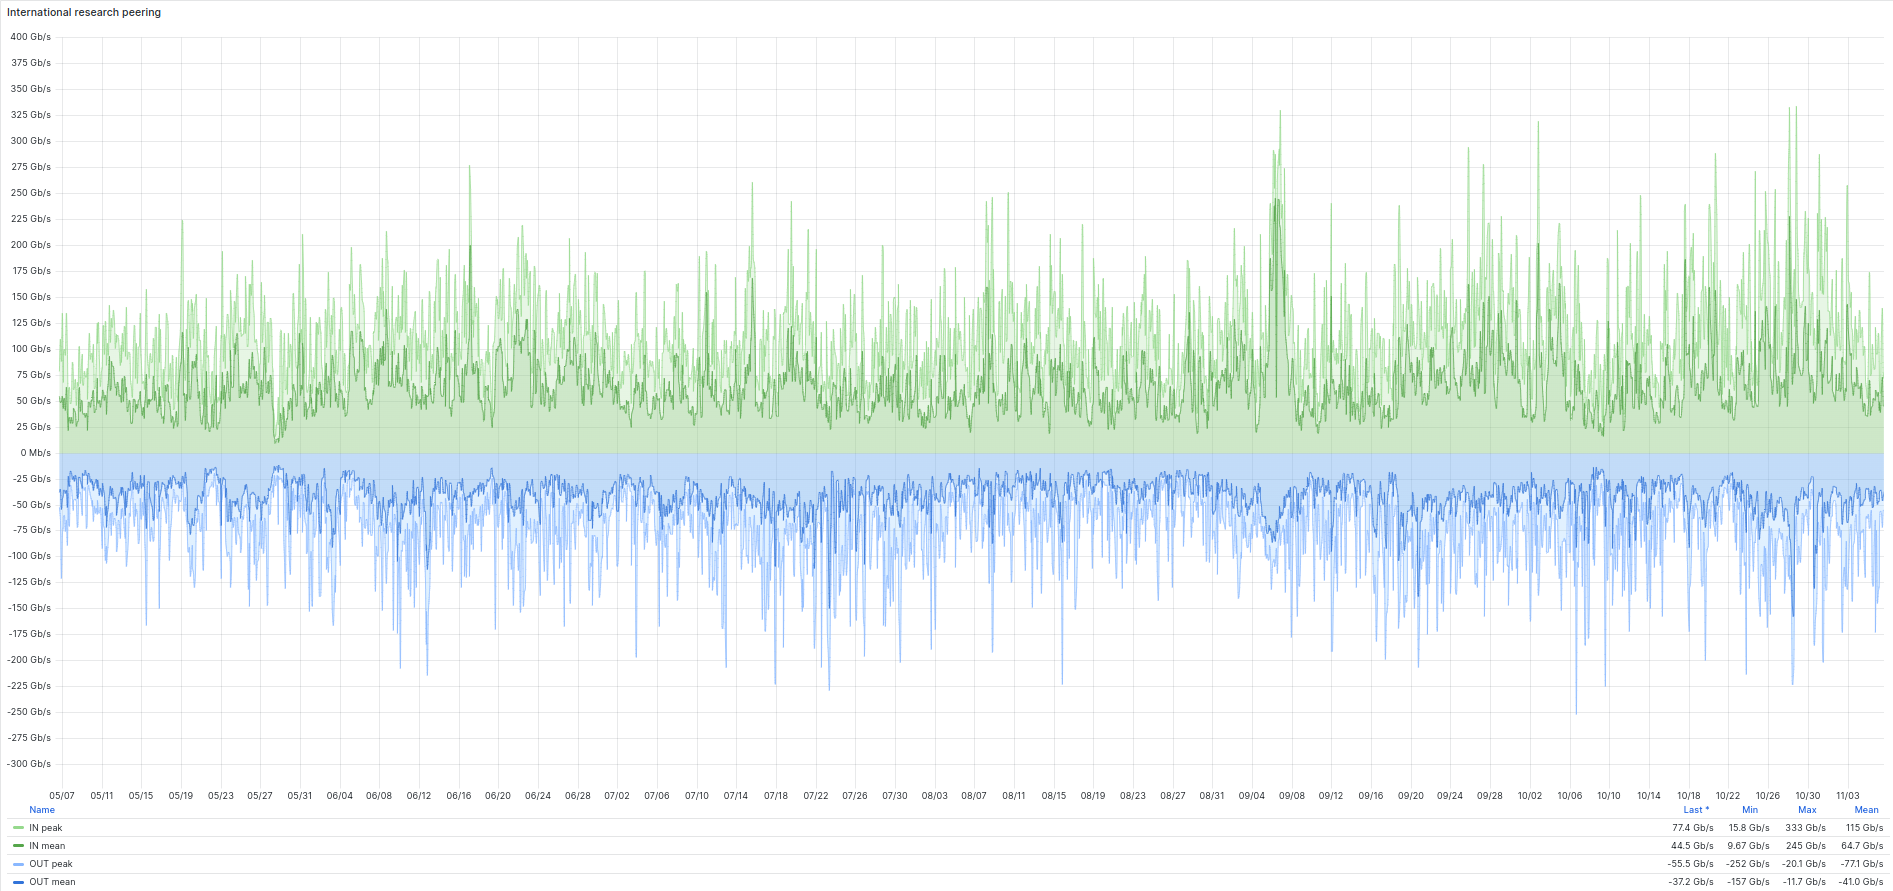 International research peering
400 Gb/s
375 Gb/s
350 Gb/s
325 Gb/s
300 Gb/s
275 Gb/s
250 Gb/s
225 Gb/s
200 Gb/s
175 Gb/s
150 Gb/s
125 Gb/s
100 Gb/s
75 Gb/s
50 Gb/s
25 Gb/s
0 Mb/s
-25 Gb/s
-50 Gb/s
-75 Gb/s
-100 Gb/s
-125 Gb/s
-150 Gb/s
-175 Gb/s
-200 Gb/s
-225 Gb/s
-250 Gb/s
-275 Gb/s
-300 Gb/s
05/07 05/11 05/15 05/19 05/23 05/27 05/31 06/04 06/08 06/12 06/16 06/20 06/24 06/28 07/02 07/06 07/10 07/14 07/18 07/22 07/26 07/30 08/03 08/07 08/11 08/15 08/19 08/23 08/27 08/31 09/04 09/08 09/12 09/16 09/20 09/24 09/28 10/02 10/06 10/10 10/14 10/18 10/22 10/26 10/30 11/03
Name Last * Min Max Mean
IN peak 77.4 Gb/s 15.8 Gb/s 333 Gb/s 115 Gb/s
IN mean 44.5 Gb/s 9.67 Gb/s 245 Gb/s 64.7 Gb/s
OUT peak -55.5 Gb/s -252 Gb/s -20.1 Gb/s -77.1 Gb/s
OUT mean -37.2 Gb/s -157 Gb/s -11.7 Gb/s -41.0 Gb/s